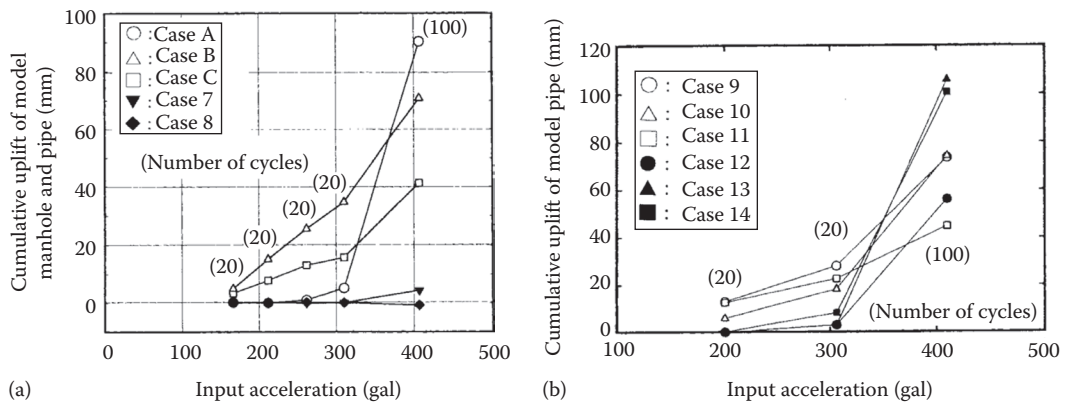 100
80
60
40
20
0
0
100
200
300
400
500
Cumulative uplift of model
manhole and pipe (mm)
: Case A
: Case B
: Case C
: Case 7
: Case 8
(Number of cycles)
(20)
(20)
(20)
(20)
(100)
Input acceleration (gal)
(a)
120
100
80
60
40
20
0
100
200
300
400
500
Cumulative uplift of model pipe (mm)
: Case 9
: Case 10
: Case 11
: Case 12
: Case 13
: Case 14
(20)
(20)
(100)
(Number of cycles)
Input acceleration (gal)
(b)